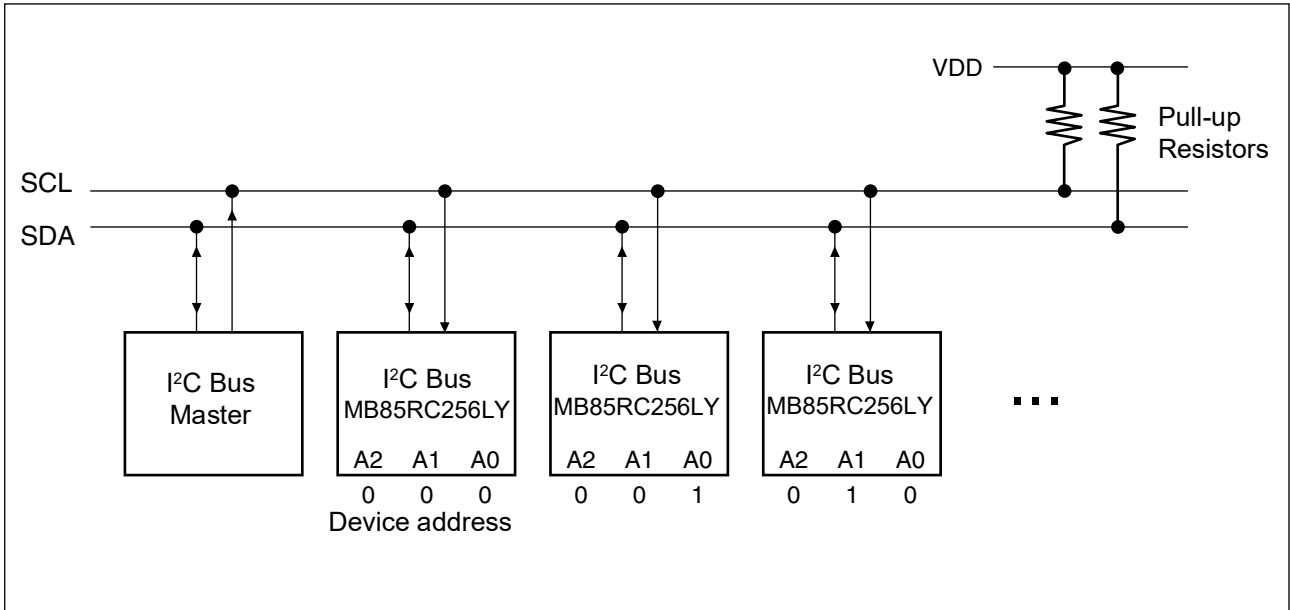 VDD
Pull-up
Resistors
SCL
SDA
I²C Bus
Master
I²C Bus
MB85RC256LY
A2 A1 A0
0 0 0
Device address
I²C Bus
MB85RC256LY
A2 A1 A0
0 0 1
I²C Bus
MB85RC256LY
A2 A1 A0
0 1 0
...